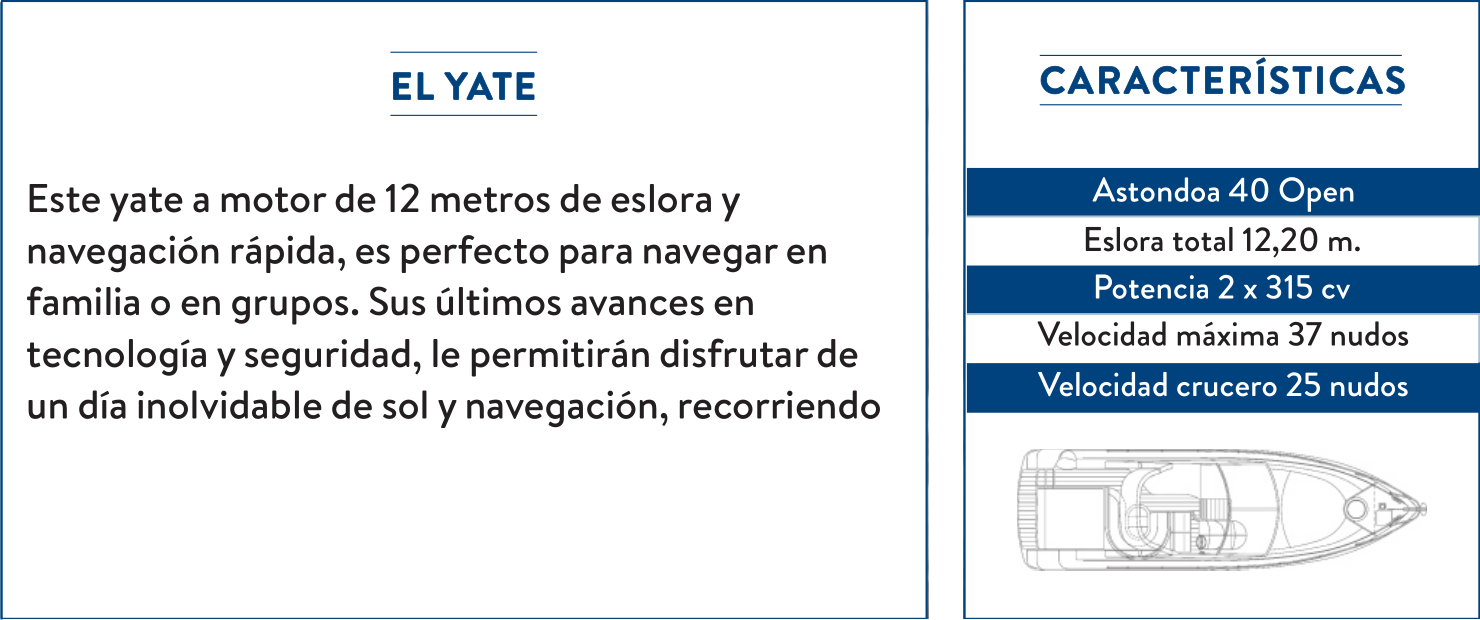 EL YATE
Este yate a motor de 12 metros de eslora y
navegación rápida, es perfecto para navegar en
familia o en grupos. Sus últimos avances en
tecnología y seguridad, le permitirán disfrutar de
un día inolvidable de sol y navegación, recorriendo
CARACTERÍSTICAS
Astondoa 40 Open
Eslora total 12,20 m.
Potencia 2 x 315 cv
Velocidad máxima 37 nudos
Velocidad crucero 25 nudos